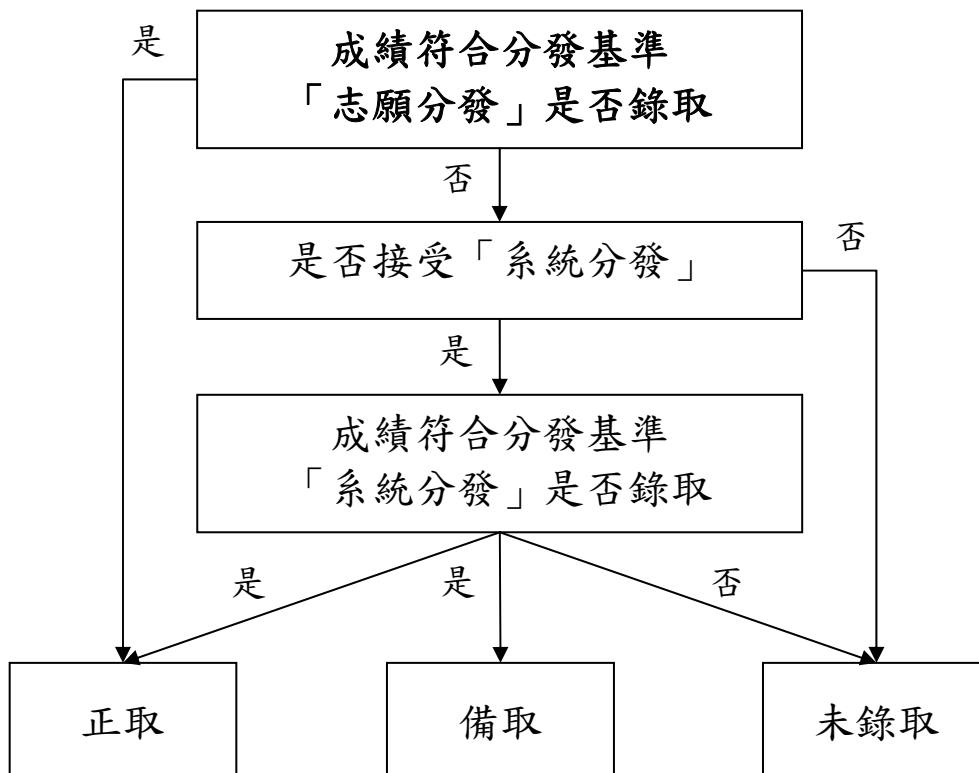 是
成績符合分發基準
「志願分發」是否錄取
否
是否接受「系統分發」
否
是
成績符合分發基準
「系統分發」是否錄取
是
是
否
正取
備取
未錄取